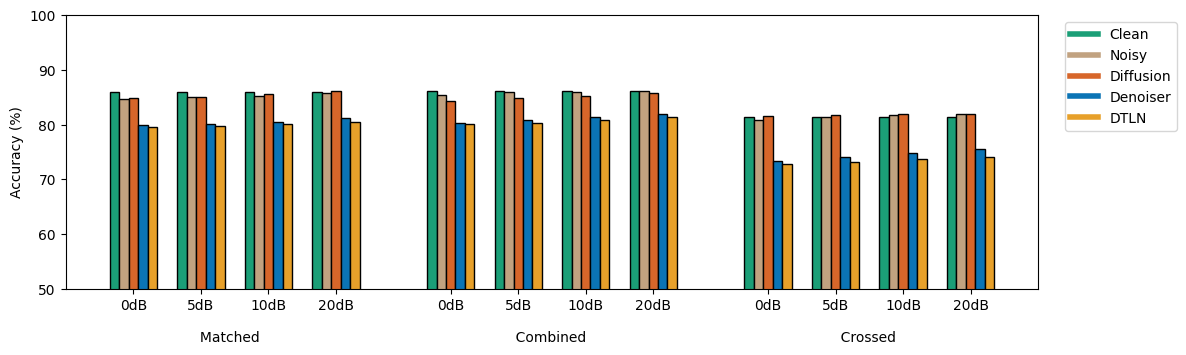 100
90
80
70
60
50
Accuracy (%)
0dB 5dB 10dB 20dB 0dB 5dB 10dB 20dB 0dB 5dB 10dB 20dB
Matched Combined Crossed
Clean
Noisy
Diffusion
Denoiser
DTLN